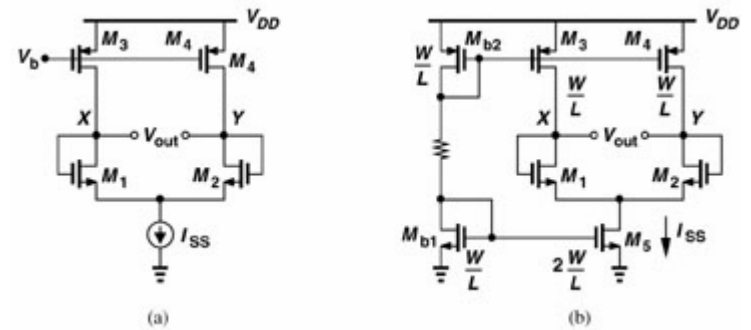 V_DD
M_3
M_4
V_b
M_4
X
Y
V_out
M_1
M_2
I_SS
(a)
V_DD
M_b2
M_3
M_4
W/L
W/L
W/L
X
Y
V_out
M_1
M_2
M_b1
M_5
I_SS
W/L
2 W/L
(b)